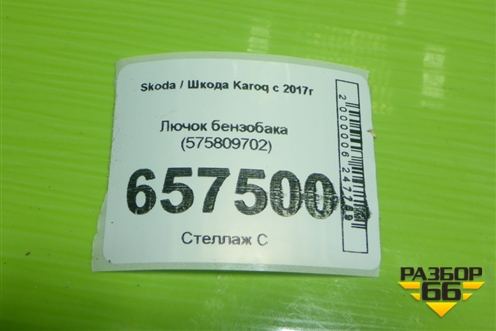 Skoda / Шкода Karoq с 2017г
Лючок бензобака
(575809702)
657500
Стеллаж С
РАЗБОР
66